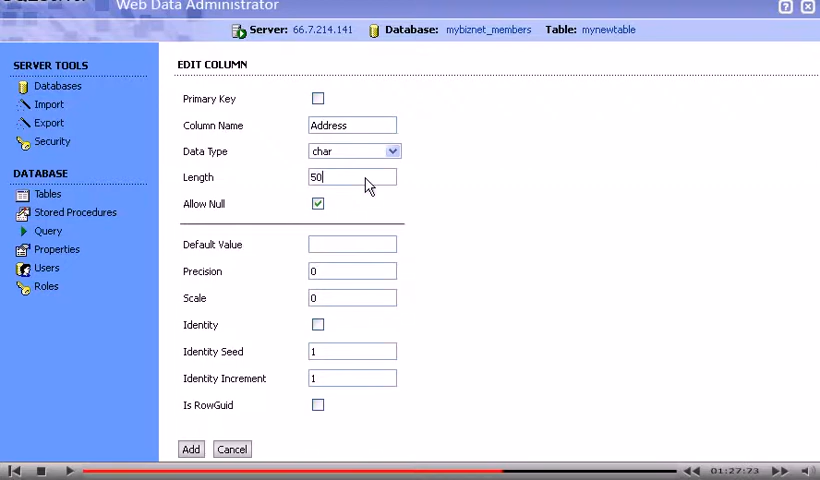 Web Data Administrator
Server: 66.7.214.141 Database: mybiznet_members Table: mynewtable
SERVER TOOLS
Databases
Import
Export
Security
DATABASE
Tables
Stored Procedures
Query
Properties
Users
Roles
EDIT COLUMN
Primary Key
Column Name Address
Data Type char
Length 50
Allow Null
Default Value
Precision 0
Scale 0
Identity
Identity Seed 1
Identity Increment 1
Is RowGuid
Add Cancel
01:27:73